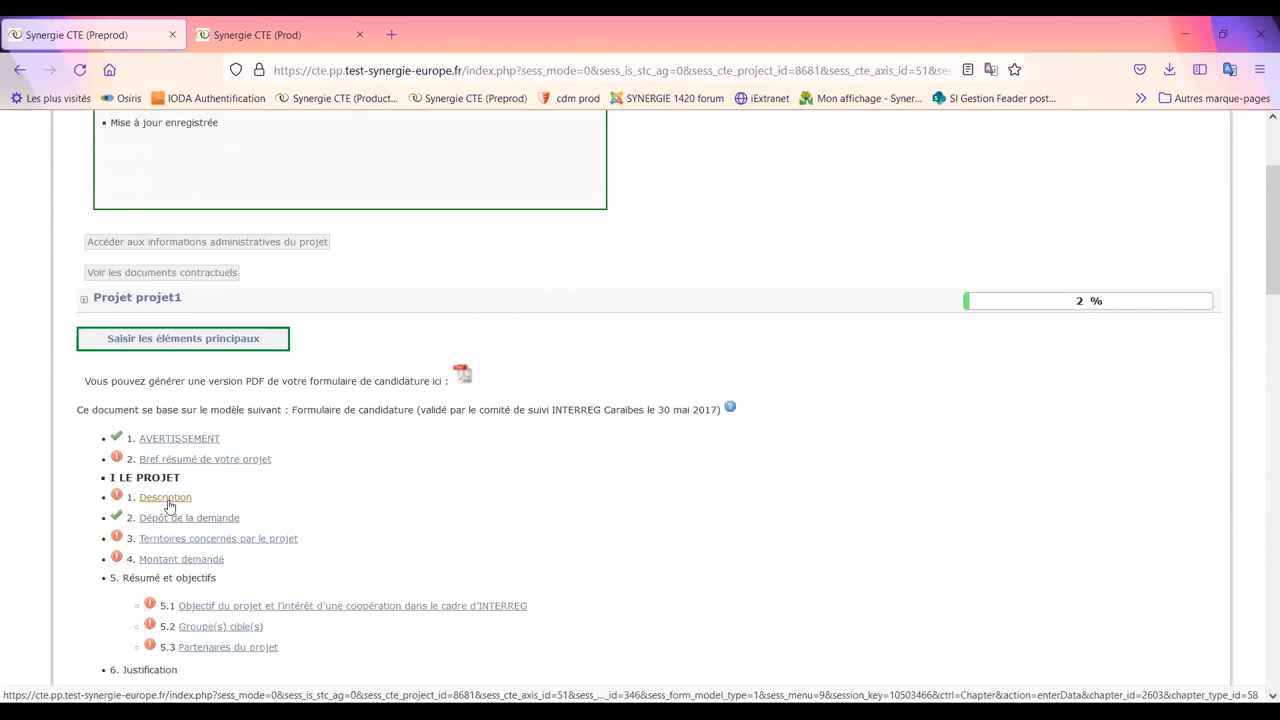 Synergie CTE (Preprod)
Synergie CTE (Prod)
https://cte.pp.test-synergie-europe.fr/index.php?sess_mode=0&sess_is_stc_ag=0&sess_cte_project_id=8681&sess_cte_axis_id=51&sess
Les plus visités
Osiris
IODA Authentification
Synergie CTE (Product...
Synergie CTE (Preprod)
cdm prod
SYNERGIE 1420 forum
iExtranet
Mon affichage - Syner...
SI Gestion Feader post...
Autres marque-pages
• Mise à jour enregistrée
Accéder aux informations administratives du projet
Voir les documents contractuels
Projet projet1
2 %
Saisir les éléments principaux
Vous pouvez générer une version PDF de votre formulaire de candidature ici :
Ce document se base sur le modèle suivant : Formulaire de candidature (validé par le comité de suivi INTERREG Caraïbes le 30 mai 2017)
1. AVERTISSEMENT
2. Bref résumé de votre projet
I LE PROJET
1. Description
2. Dépôt de la demande
3. Territoires concernés par le projet
4. Montant demandé
5. Résumé et objectifs
5.1 Objectif du projet et l'intérêt d'une coopération dans le cadre d'INTERREG
5.2 Groupe(s) cible(s)
5.3 Partenaires du projet
6. Justification
https://cte.pp.test-synergie-europe.fr/index.php?sess_mode=0&sess_is_stc_ag=0&sess_cte_project_id=8681&sess_cte_axis_id=51&sess_..._id=346&sess_form_model_type=1&sess_menu=9&session_key=10503466&ctrl=Chapter&action=enterData&chapter_id=2603&chapter_type_id=58